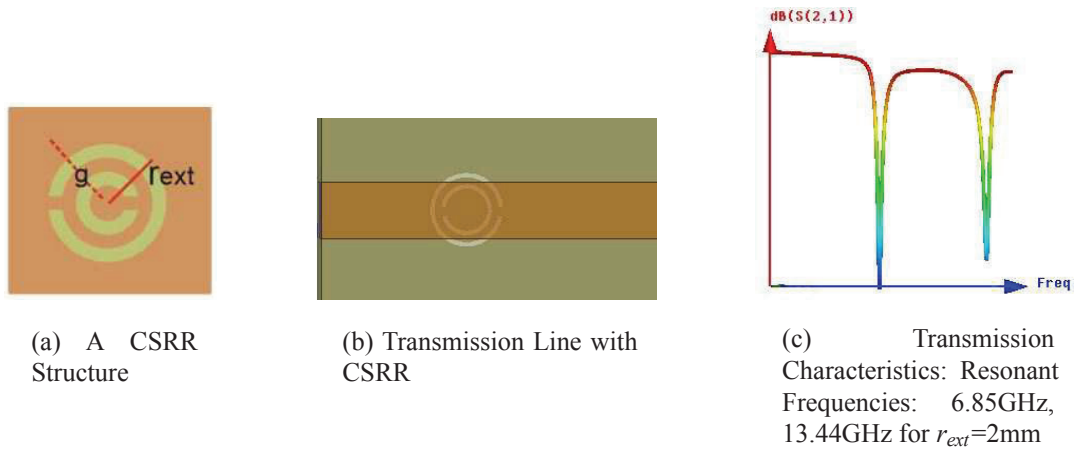 dB(S(2,1))
g
rext
Freq
(a) A CSRR
Structure
(b) Transmission Line with
CSRR
(c) Transmission
Characteristics: Resonant
Frequencies: 6.85GHz,
13.44GHz for rext=2mm